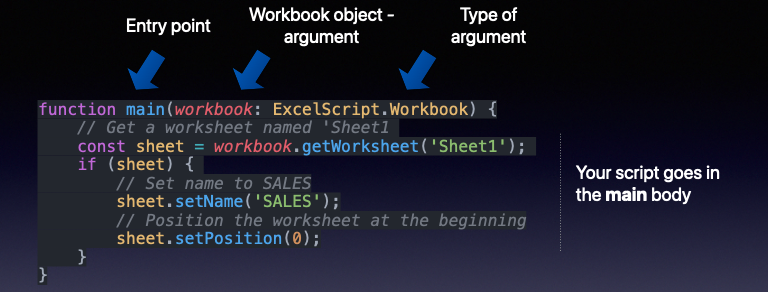 Entry point
Workbook object -
argument
Type of
argument
function main(workbook: ExcelScript.Workbook) {
    // Get a worksheet named 'Sheet1
    const sheet = workbook.getWorksheet('Sheet1');
    if (sheet) {
        // Set name to SALES
        sheet.setName('SALES');
        // Position the worksheet at the beginning
        sheet.setPosition(0);
    }
}
Your script goes in
the main body